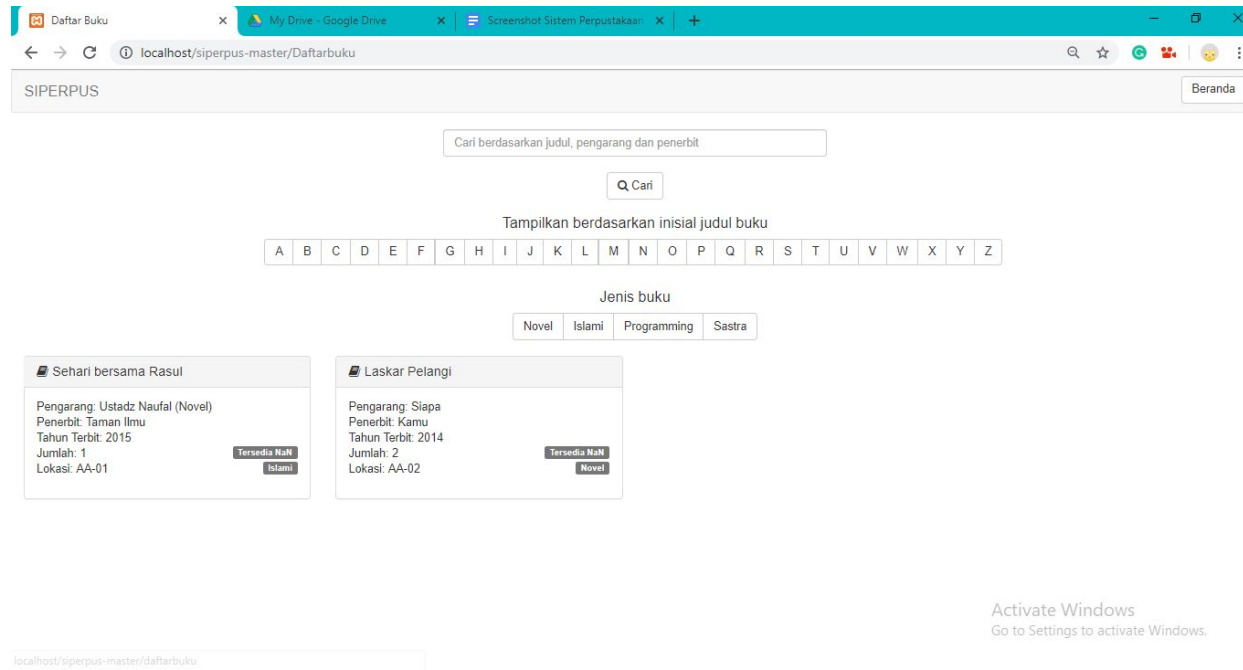 Daftar Buku
My Drive - Google Drive
Screenshot Sistem Perpustakaan
localhost/siperpus-master/Daftarbuku
SIPERPUS
Beranda
Cari berdasarkan judul, pengarang dan penerbit
Cari
Tampilkan berdasarkan inisial judul buku
A B C D E F G H I J K L M N O P Q R S T U V W X Y Z
Jenis buku
Novel Islami Programming Sastra
Sehari bersama Rasul
Pengarang: Ustadz Naufal (Novel)
Penerbit: Taman Ilmu
Tahun Terbit: 2015
Jumlah: 1 Tersedia NaN
Lokasi: AA-01 Islami
Laskar Pelangi
Pengarang: Siapa
Penerbit: Kamu
Tahun Terbit: 2014
Jumlah: 2 Tersedia NaN
Lokasi: AA-02 Novel
Activate Windows
Go to Settings to activate Windows.
localhost/siperpus-master/daftarbuku